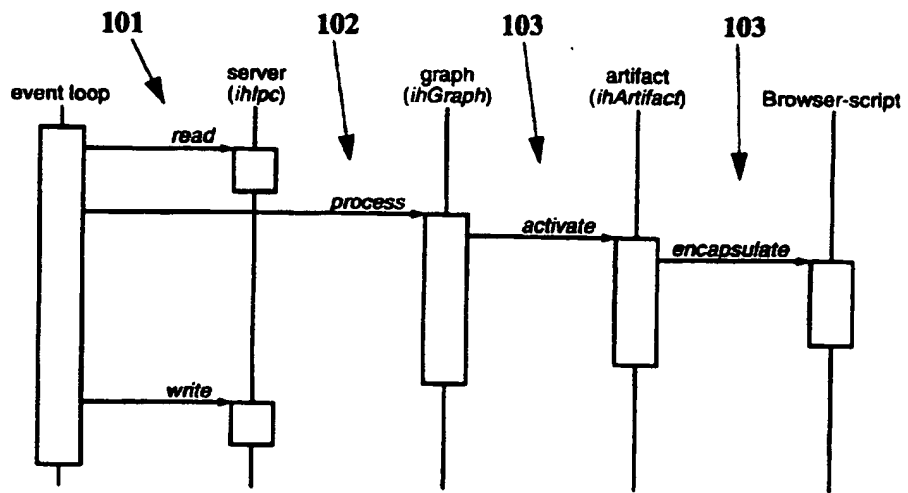 101
102
103
103
event loop
server
(ihIpc)
graph
(ihGraph)
artifact
(ihArtifact)
Browser-script
read
process
activate
encapsulate
write